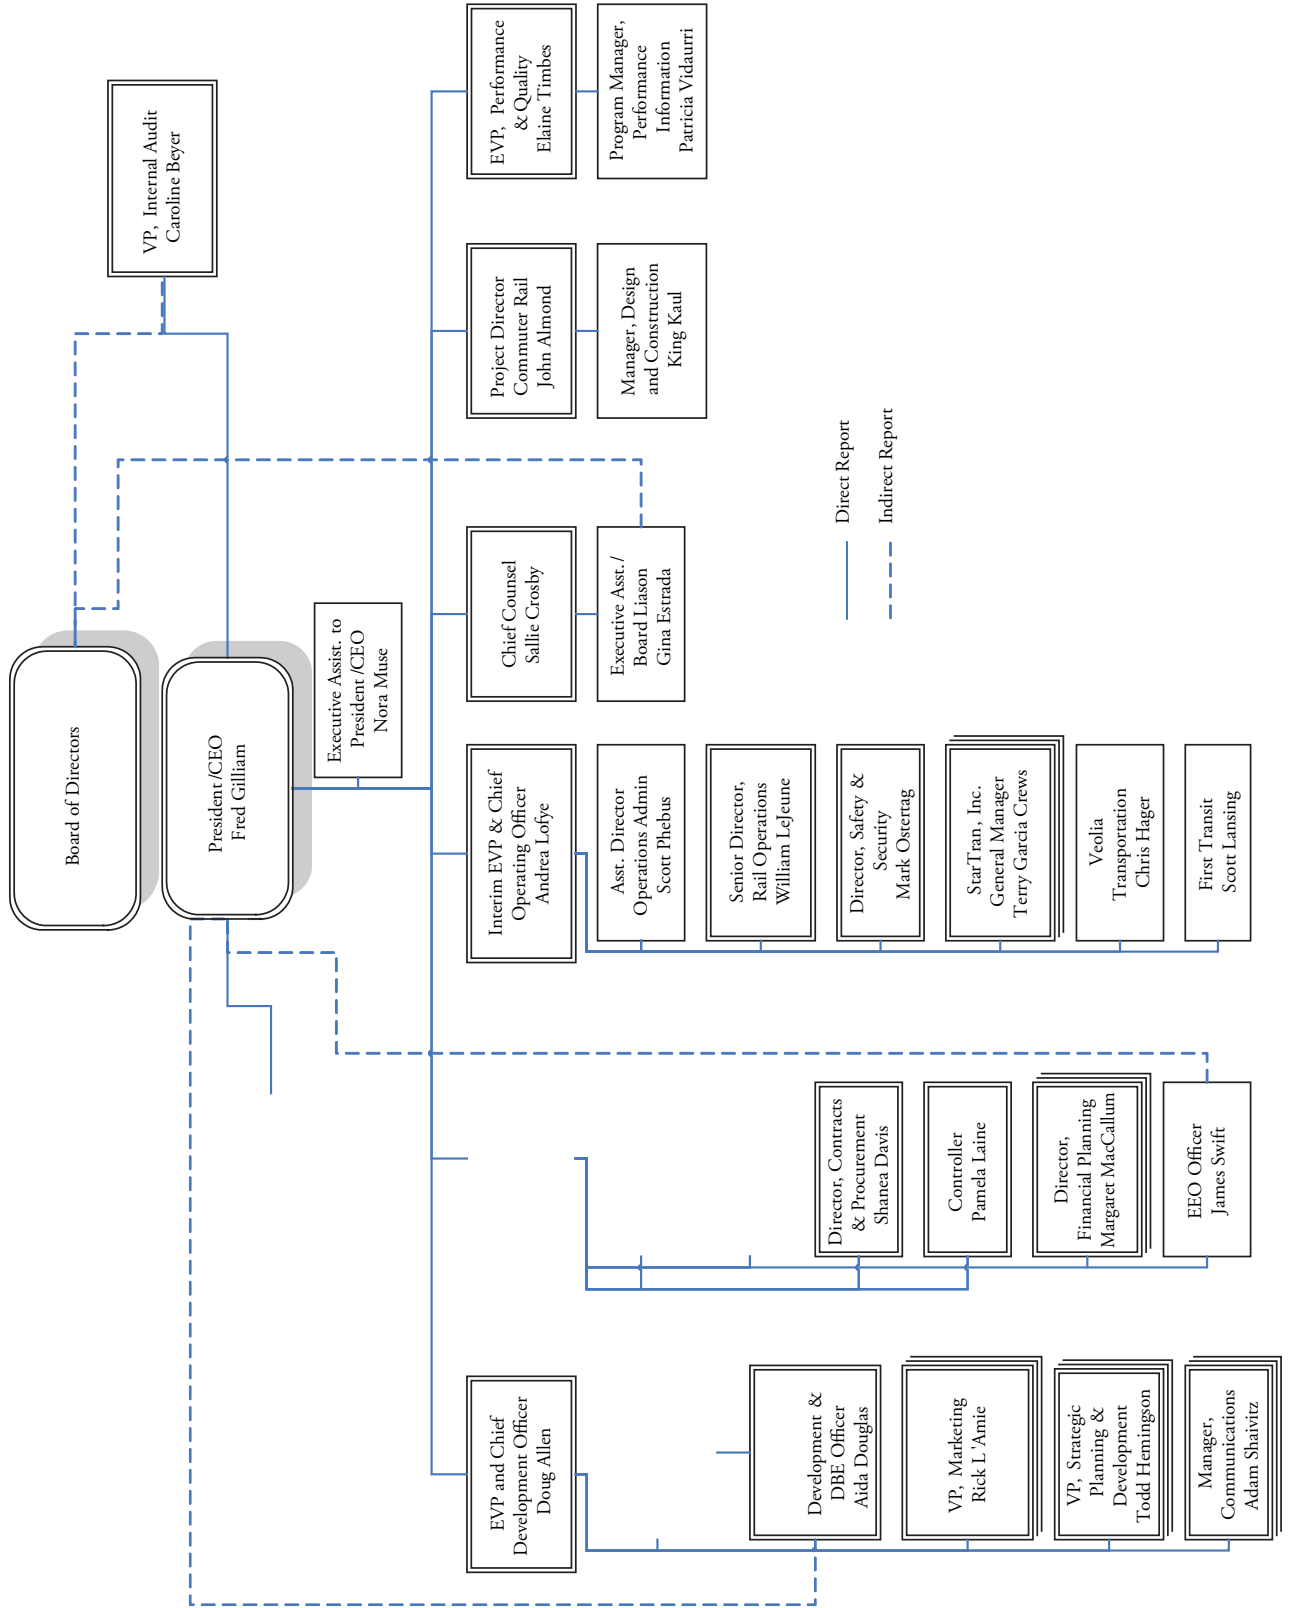 Board of Directors
President /CEO
Fred Gilliam
VP, Internal Audit
Caroline Beyer
Executive Assist. to
President /CEO
Nora Muse
EVP and Chief
Development Officer
Doug Allen
Interim EVP & Chief
Operating Officer
Andrea Lofye
Chief Counsel
Sallie Crosby
Project Director
Commuter Rail
John Almond
EVP, Performance
& Quality
Elaine Timbes
Development &
DBE Officer
Aida Douglas
VP, Marketing
Rick L 'Amie
VP, Strategic
Planning &
Development
Todd Hemingson
Manager,
Communications
Adam Shaivitz
Director, Contracts
& Procurement
Shanea Davis
Controller
Pamela Laine
Director,
Financial Planning
Margaret MacCallum
EEO Officer
James Swift
Asst. Director
Operations Admin
Scott Phebus
Senior Director,
Rail Operations
William LeJeune
Director, Safety &
Security
Mark Ostertag
StarTran, Inc.
General Manager
Terry Garcia Crews
Veolia
Transportation
Chris Hager
First Transit
Scott Lansing
Executive Asst. /
Board Liason
Gina Estrada
Manager, Design
and Construction
King Kaul
Program Manager,
Performance
Information
Patricia Vidaurri
Direct Report
Indirect Report